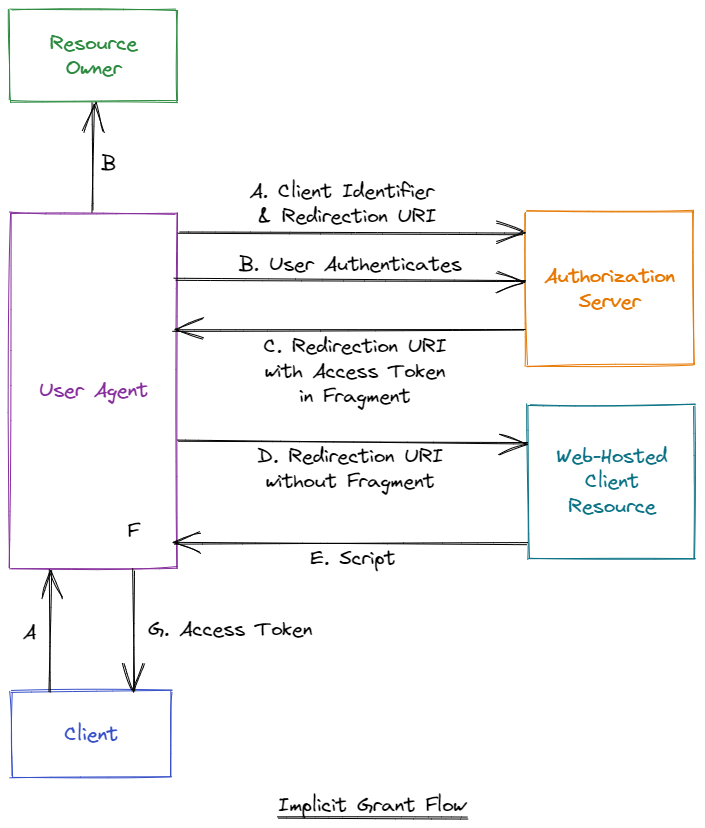 Resource
Owner
B
A. Client Identifier
& Redirection URI
B. User Authenticates
Authorization
Server
C. Redirection URI
with Access Token
in Fragment
User Agent
D. Redirection URI
without Fragment
Web-Hosted
Client
Resource
F
E. Script
A
G. Access Token
Client
Implicit Grant Flow